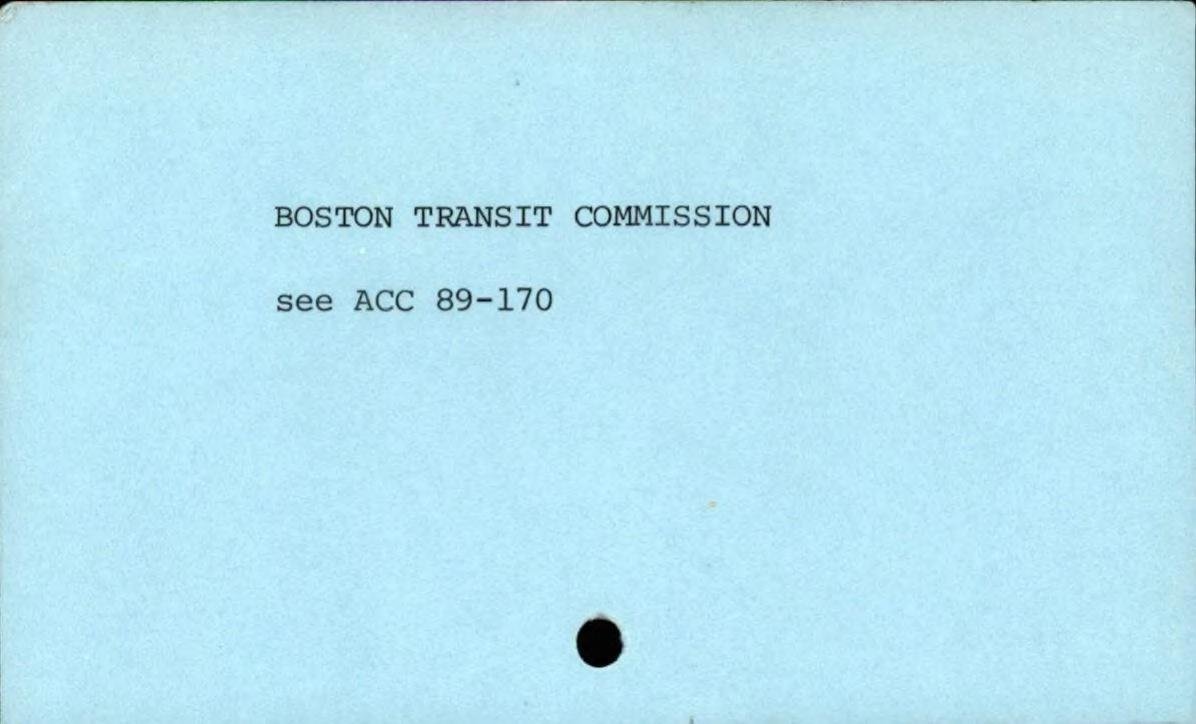 BOSTON TRANSIT COMMISSION
see ACC 89-170